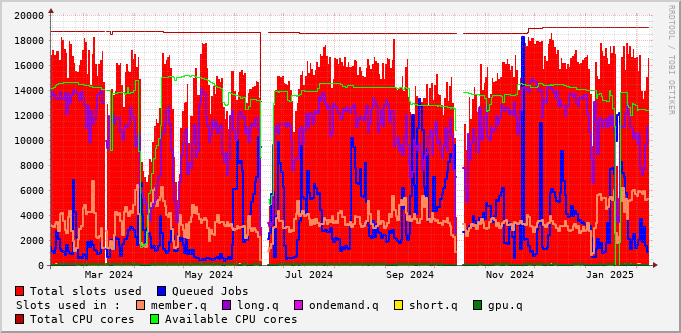 20000
18000
16000
14000
12000
10000
8000
6000
4000
2000
0
Mar 2024 May 2024 Jul 2024 Sep 2024 Nov 2024 Jan 2025
Total slots used Queued Jobs
Slots used in : member.q long.q ondemand.q short.q gpu.q
Total CPU cores Available CPU cores
RRDTOOL / TOBI OETIKER